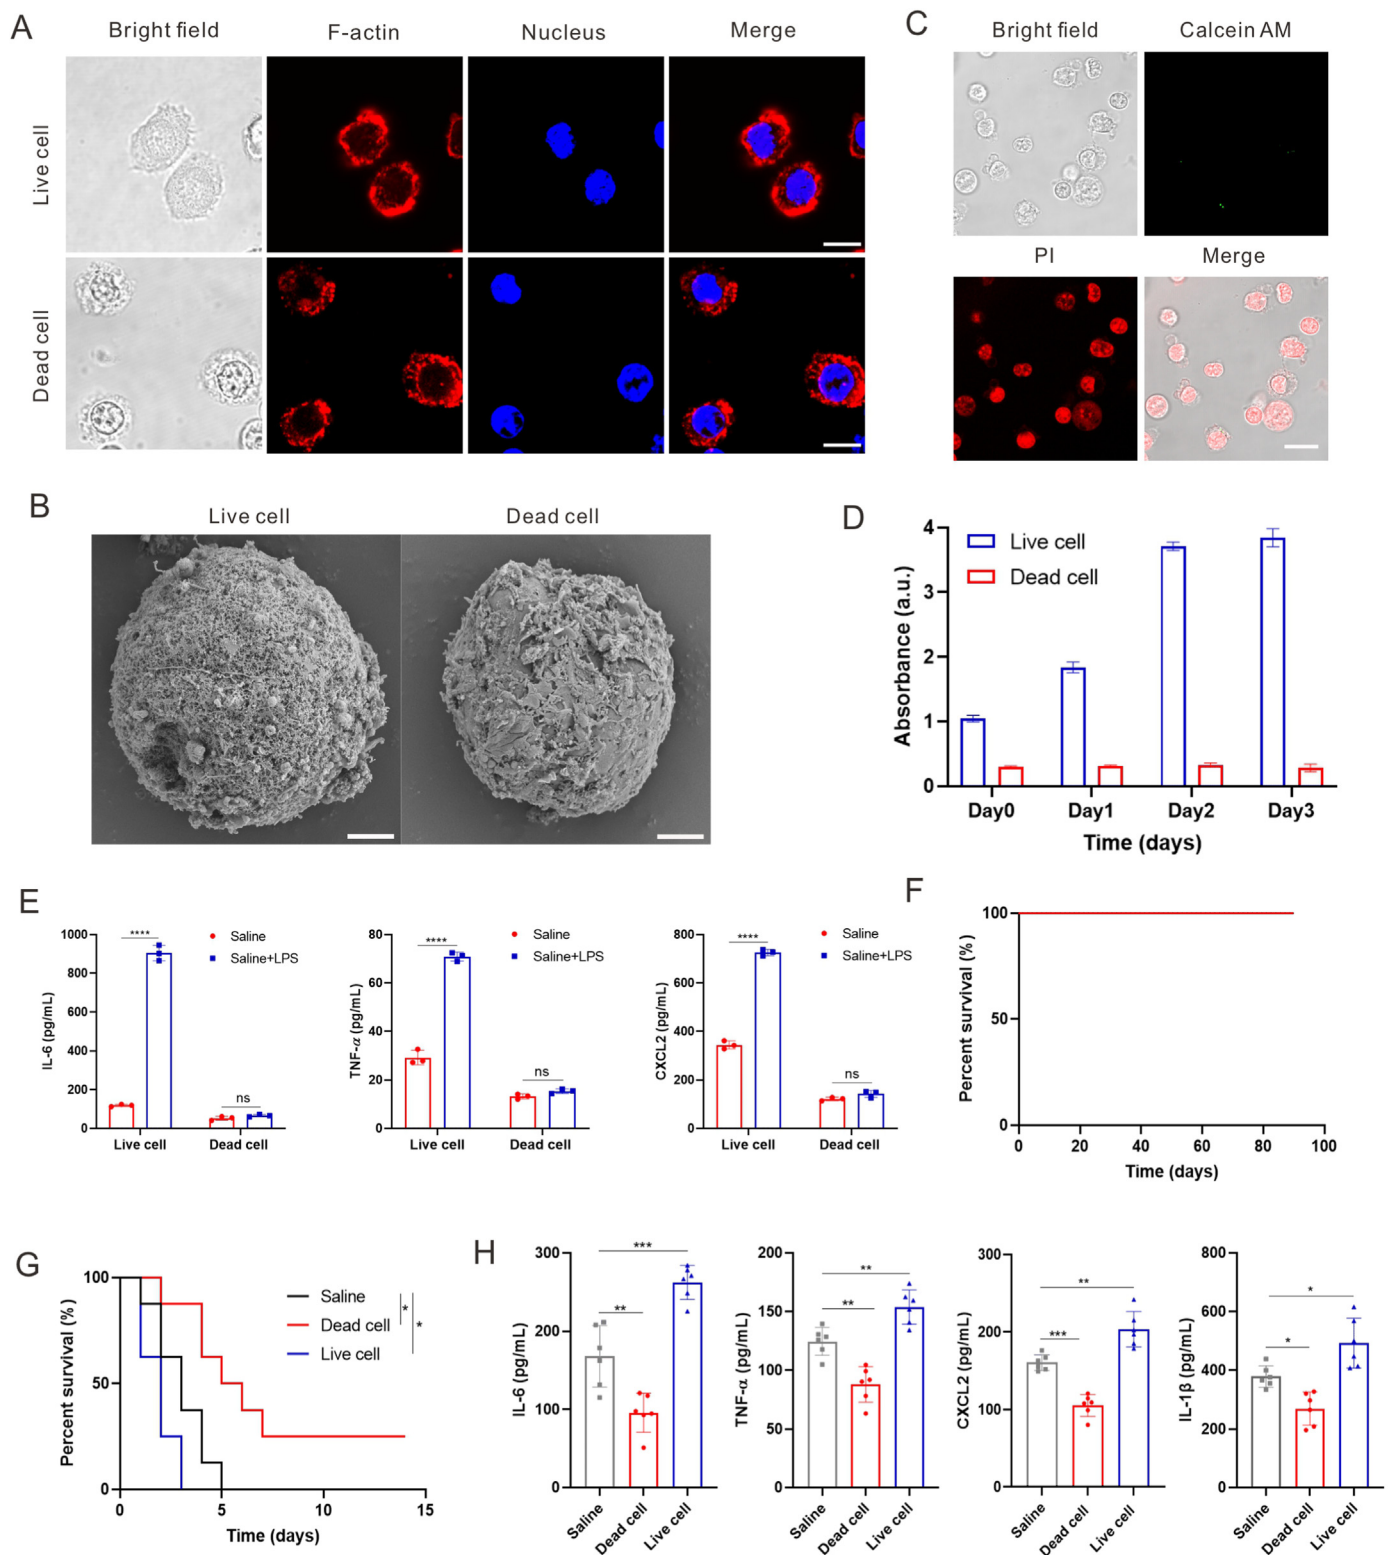 A
Bright field
F-actin
Nucleus
Merge
Live cell
Dead cell
C
Bright field
Calcein AM
PI
Merge
B
Live cell
Dead cell
D
4
3
2
1
0
Absorbance (a.u.)
Live cell
Dead cell
Day0
Day1
Day2
Day3
Time (days)
E
1000
800
600
400
200
0
IL-6 (pg/mL)
****
ns
Saline
Saline+LPS
Live cell
Dead cell
80
60
40
20
0
TNF-α (pg/mL)
****
ns
Saline
Saline+LPS
Live cell
Dead cell
800
600
400
200
0
CXCL2 (pg/mL)
****
ns
Saline
Saline+LPS
Live cell
Dead cell
F
100
50
0
Percent survival (%)
0
20
40
60
80
100
Time (days)
G
100
50
0
Percent survival (%)
Saline
Dead cell
Live cell
*
*
0
5
10
15
Time (days)
H
300
200
100
0
IL-6 (pg/mL)
***
**
Saline
Dead cell
Live cell
200
150
100
50
0
TNF-α (pg/mL)
**
**
Saline
Dead cell
Live cell
300
200
100
0
CXCL2 (pg/mL)
**
***
Saline
Dead cell
Live cell
800
600
400
200
0
IL-1β (pg/mL)
*
*
Saline
Dead cell
Live cell